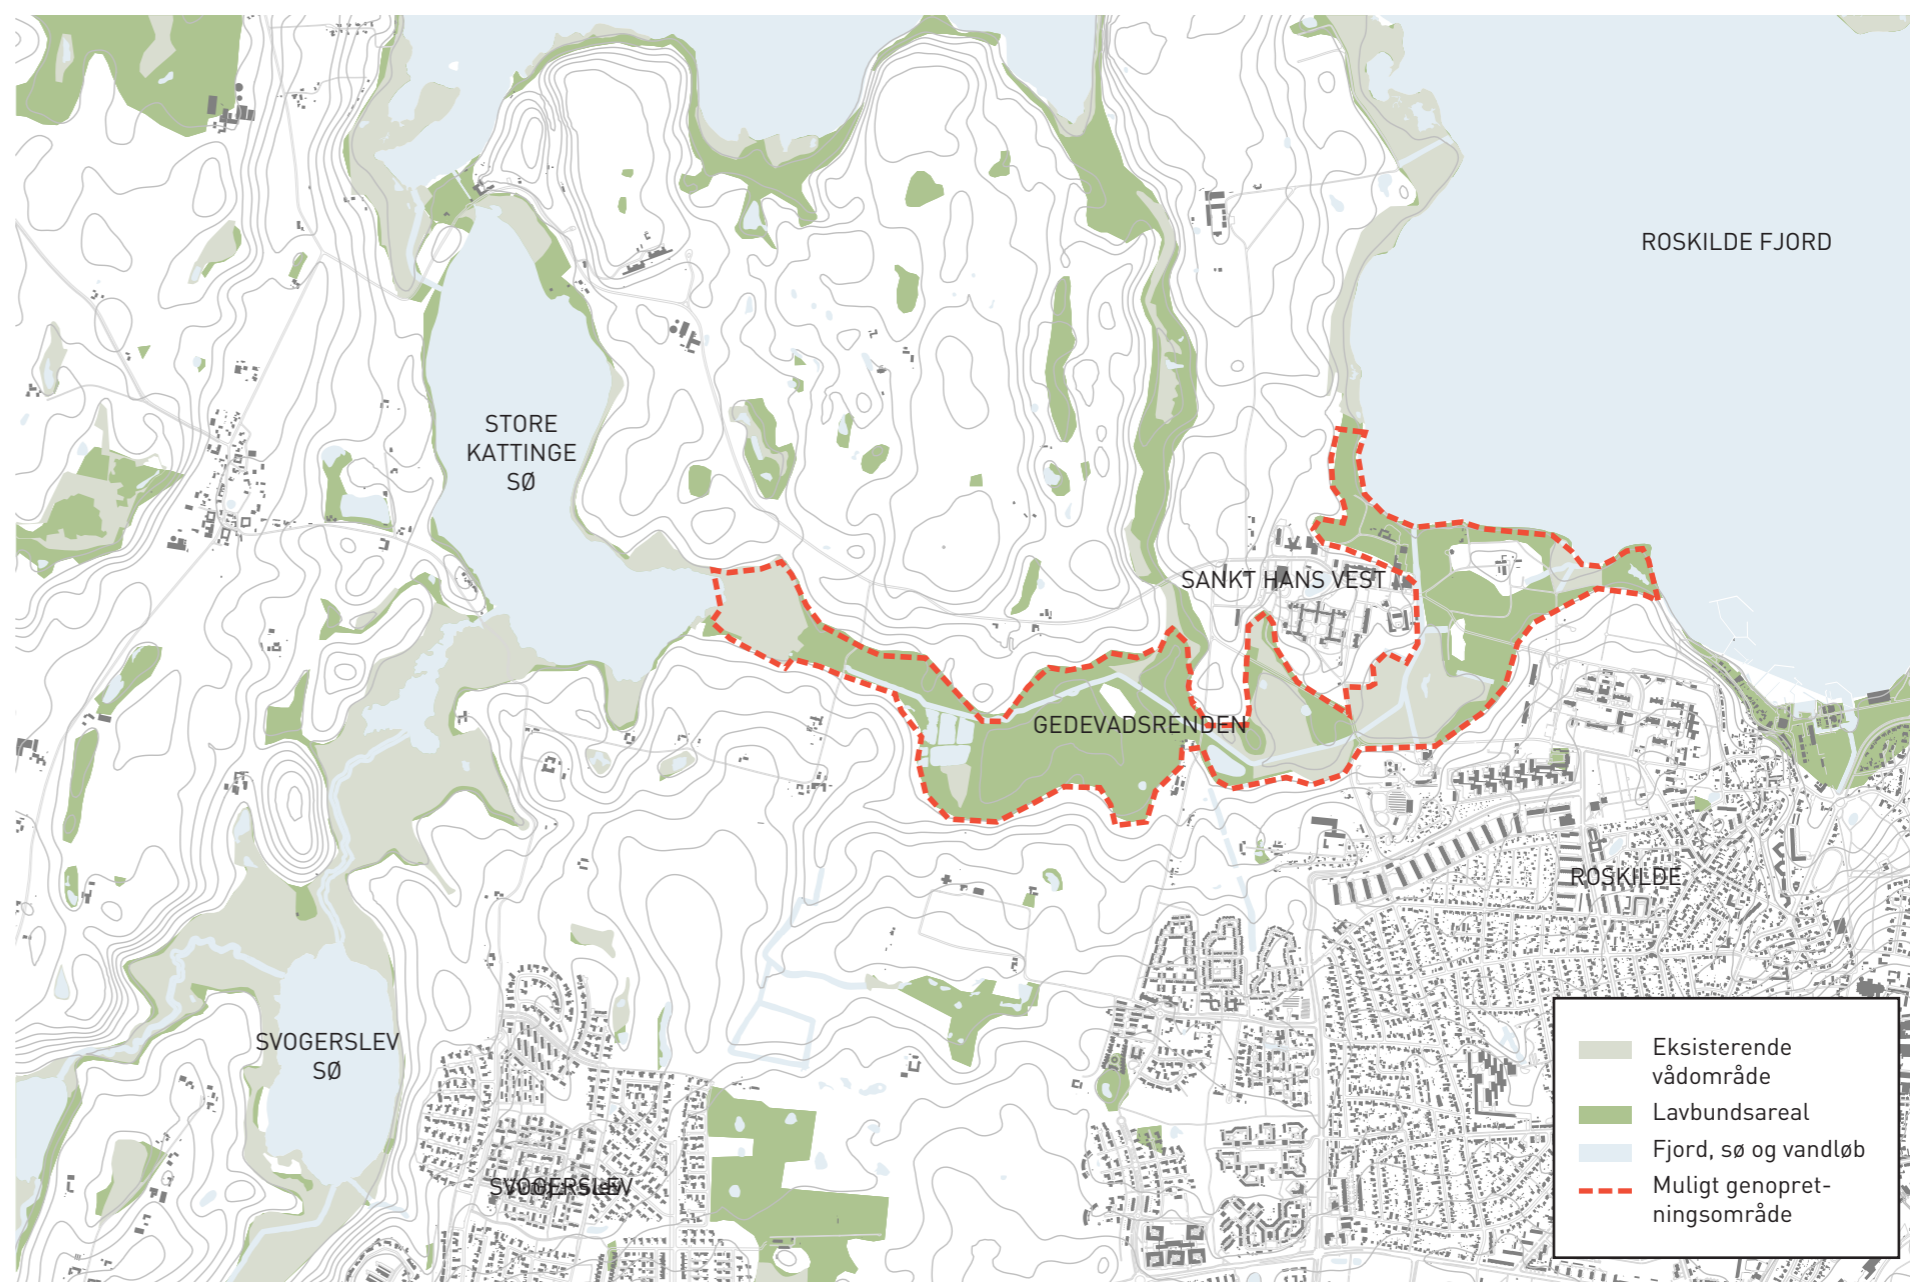 ROSKILDE FJORD
STORE
KATTINGE
SØ
SANKT HANS VEST
GEDEVADSRENDEN
ROSKILDE
SVOGERSLEV
SØ
SVOGERSLEV
Eksisterende
vådområde
Lavbundsareal
Fjord, sø og vandløb
Muligt genopret-
ningsområde